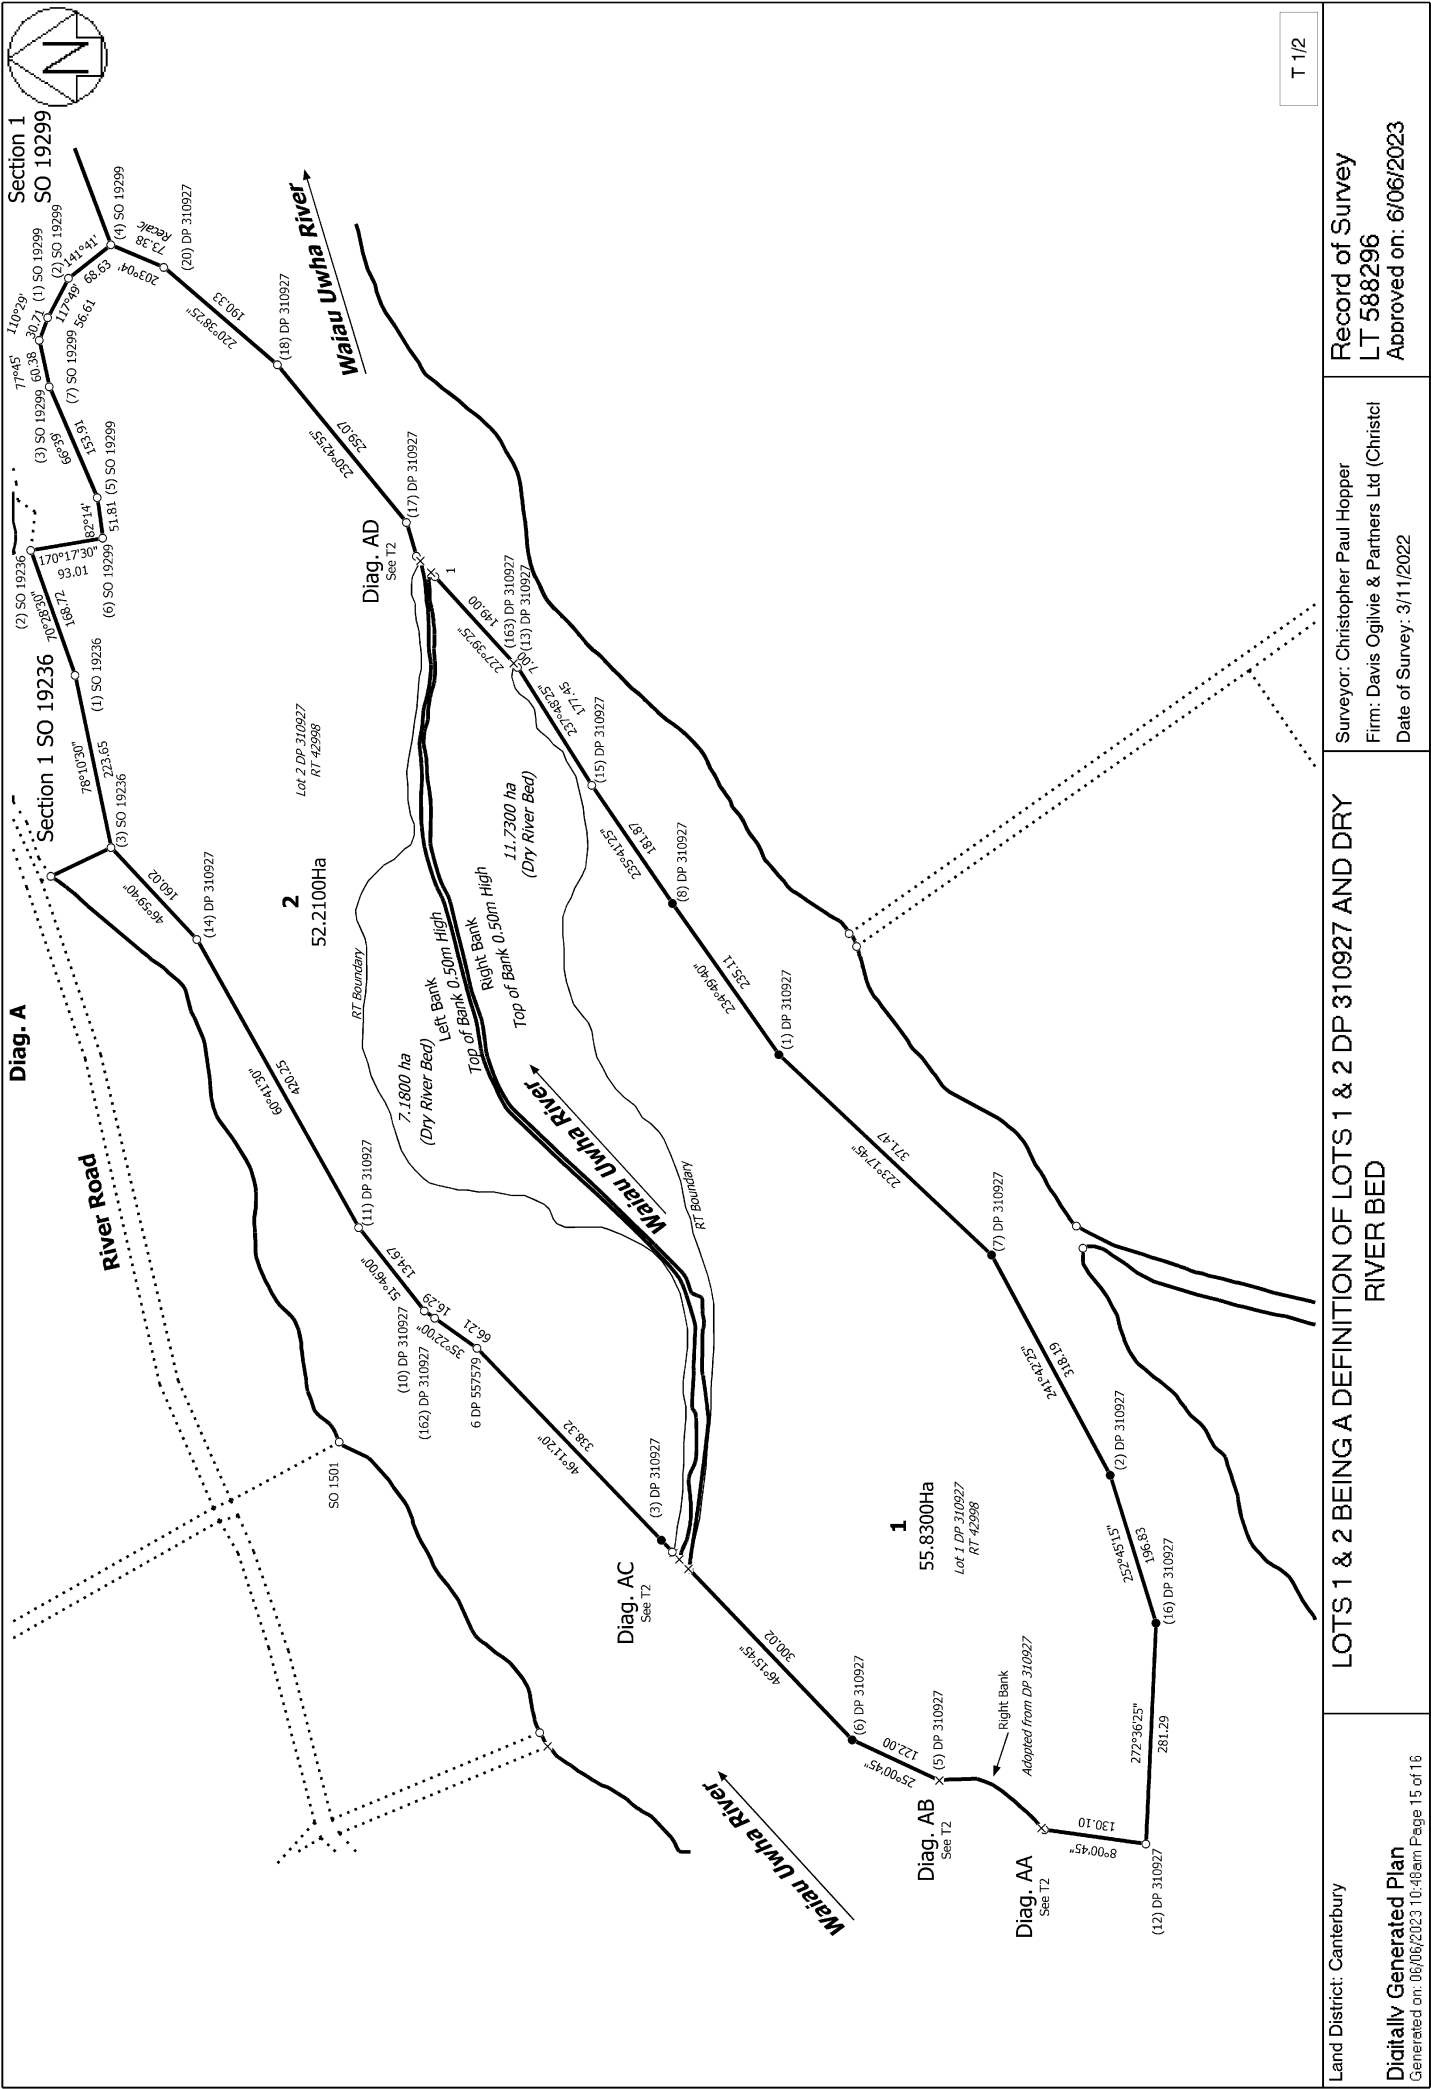 Diag. A
River Road
Section 1 SO 19236
Section 1
SO 19299
N
T 1/2
(3) SO 19236
78°10'30"
223.65
(1) SO 19236
70°28'30"
168.72
(2) SO 19236
170°17'30"
93.01
(6) SO 19299
82°14'
51.81
(5) SO 19299
66°39'
153.91
(3) SO 19299
77°45'
60.38
(7) SO 19299
110°29'
30.71
(1) SO 19299
117°49'
56.61
(2) SO 19299
141°41'
68.63
(4) SO 19299
203°04'
73.38
Recalc
(20) DP 310927
220°38'25"
190.33
(18) DP 310927
230°42'55"
259.07
(17) DP 310927
Waiau Uwha River
Diag. AD
See T2
1
227°39'25"
149.00
(163) DP 310927
(13) DP 310927
7.00
237°48'25"
177.45
(15) DP 310927
235°41'25"
181.87
(8) DP 310927
234°49'40"
235.11
(1) DP 310927
223°17'45"
371.47
(7) DP 310927
241°42'25"
318.19
(2) DP 310927
252°45'15"
196.83
(16) DP 310927
272°36'25"
281.29
(12) DP 310927
8°00'45"
130.10
Diag. AA
See T2
Right Bank
Adopted from DP 310927
Diag. AB
See T2
(5) DP 310927
25°00'45"
122.00
(6) DP 310927
46°15'45"
300.02
Diag. AC
See T2
(3) DP 310927
46°11'20"
338.32
6 DP 557579
35°22'00"
66.21
16.29
(162) DP 310927
(10) DP 310927
51°46'00"
134.67
(11) DP 310927
60°41'30"
420.25
(14) DP 310927
46°59'40"
160.02
SO 1501
2
52.2100Ha
Lot 2 DP 310927
RT 42998
RT Boundary
7.1800 ha
(Dry River Bed)
Left Bank
Top of Bank 0.50m High
Right Bank
Top of Bank 0.50m High
11.7300 ha
(Dry River Bed)
Waiau Uwha River
RT Boundary
1
55.8300Ha
Lot 1 DP 310927
RT 42998
Waiau Uwha River
Land District: Canterbury
Digitally Generated Plan
Generated on: 06/06/2023 10:48am Page 15 of 16
LOTS 1 & 2 BEING A DEFINITION OF LOTS 1 & 2 DP 310927 AND DRY
RIVER BED
Surveyor: Christopher Paul Hopper
Firm: Davis Ogilvie & Partners Ltd (Christcl
Date of Survey: 3/11/2022
Record of Survey
LT 588296
Approved on: 6/06/2023